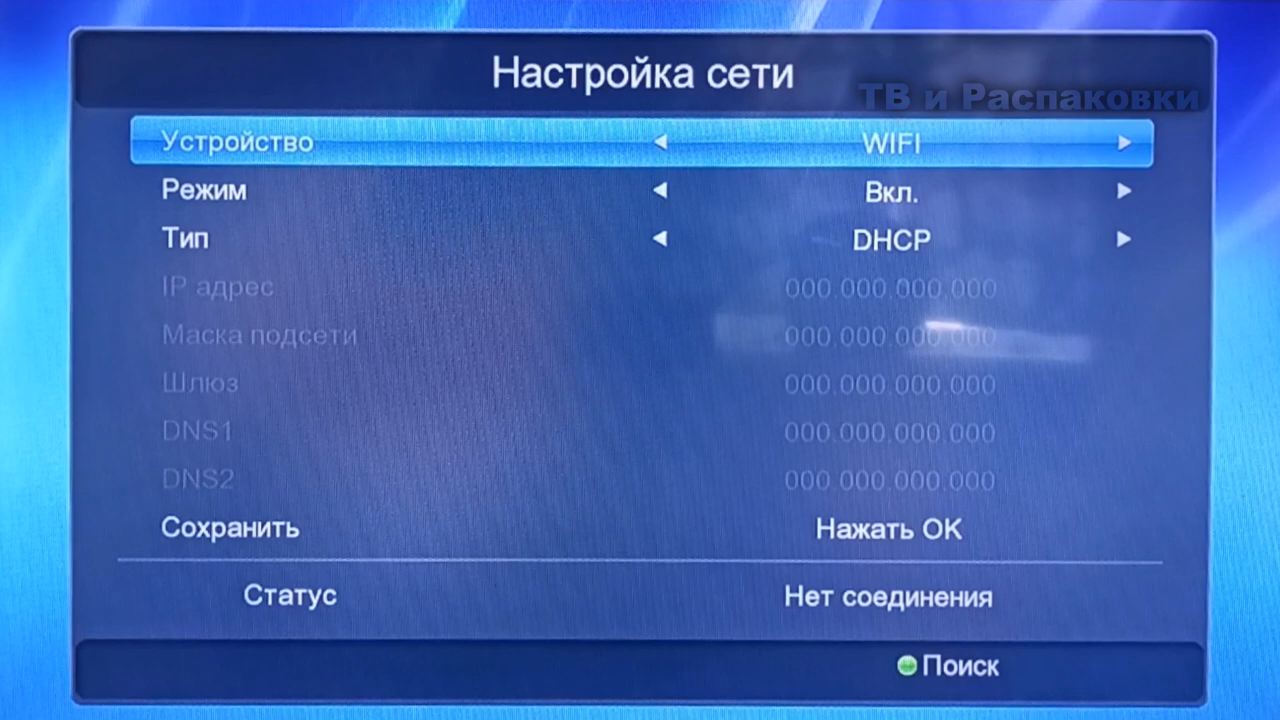 Настройка сети
ТВ и Распаковки
Устройство WIFI
Режим Вкл.
Тип DHCP
IP адрес 000.000.000.000
Маска подсети 000.000.000.000
Шлюз 000.000.000.000
DNS1 000.000.000.000
DNS2 000.000.000.000
Сохранить Нажать OK
Статус Нет соединения
Поиск